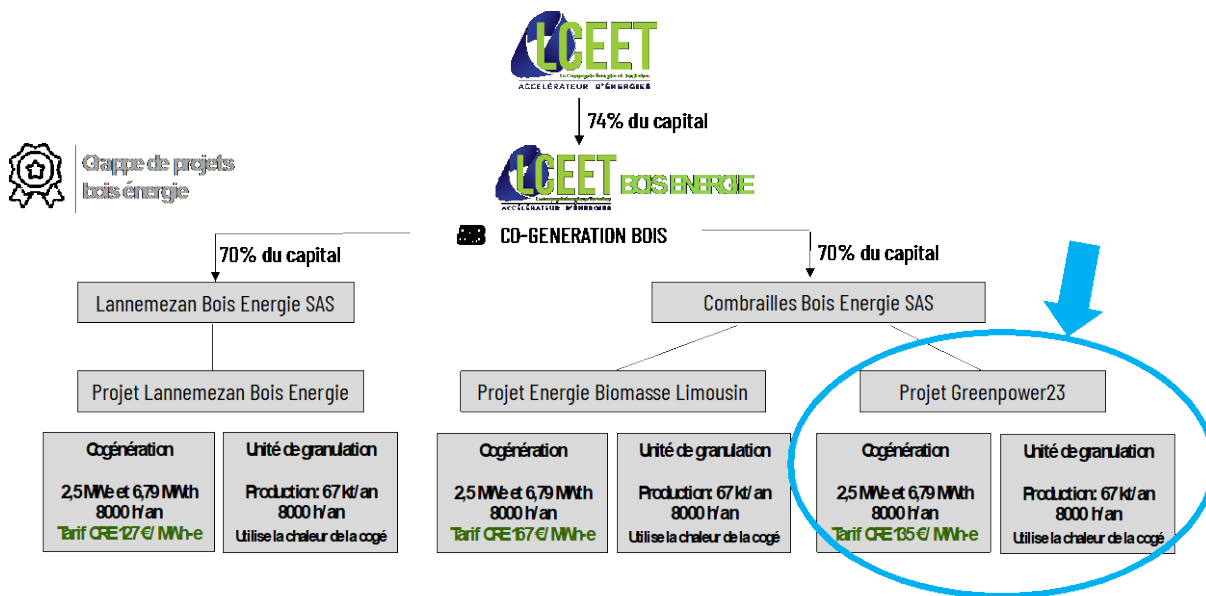 LCEET
La Compagnie Énergie et Territoires
ACCÉLÉRATEUR D'ÉNERGIES
74% du capital
Grappe de projets
bois énergie
LCEET BOIS ENERGIE
ACCÉLÉRATEUR D'ÉNERGIES
CO-GENERATION BOIS
70% du capital
70% du capital
Lannemezan Bois Energie SAS
Combrailles Bois Energie SAS
Projet Lannemezan Bois Energie
Projet Energie Biomasse Limousin
Projet Greenpower23
Cogénération
2,5 MWe et 6,79 MWth
8000 h/an
Tarif CRE 127 €/ MWh-e
Unité de granulation
Production: 67 kt/an
8000 h/an
Utilise la chaleur de la cogé
Cogénération
2,5 MWe et 6,79 MWth
8000 h/an
Tarif CRE 167 €/ MWh-e
Unité de granulation
Production: 67 kt/an
8000 h/an
Utilise la chaleur de la cogé
Cogénération
2,5 MWe et 6,79 MWth
8000 h/an
Tarif CRE 135 €/ MWh-e
Unité de granulation
Production: 67 kt/an
8000 h/an
Utilise la chaleur de la cogé